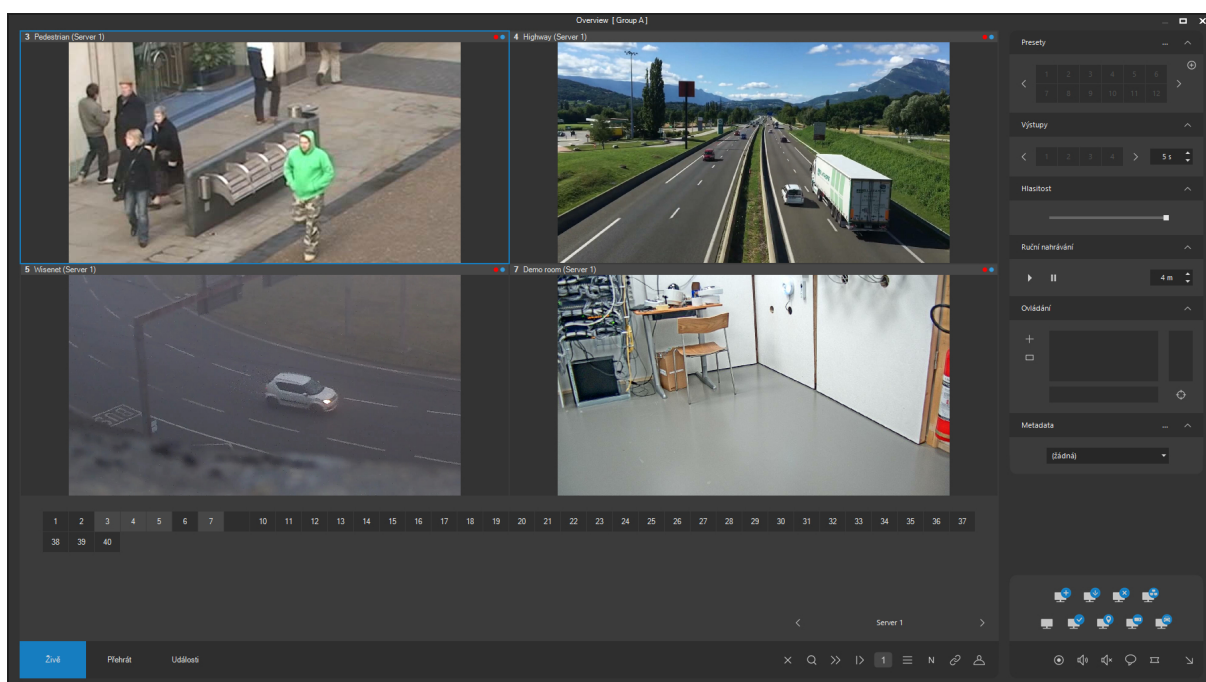 Overview [Group A]
3 Pedestrian (Server 1)
4 Highway (Server 1)
5 Wisenet (Server 1)
7 Demo room (Server 1)
1 2 3 4 5 6 7 10 11 12 13 14 15 16 17 18 19 20 21 22 23 24 25 26 27 28 29 30 31 32 33 34 35 36 37
38 39 40
Server 1
Živě Přehrát Události
1 N
Presety
1 2 3 4 5 6
7 8 9 10 11 12
Výstupy
1 2 3 4 5 s
Hlasitost
Ruční nahrávání
4 m
Ovládání
Metadata
(žádná)